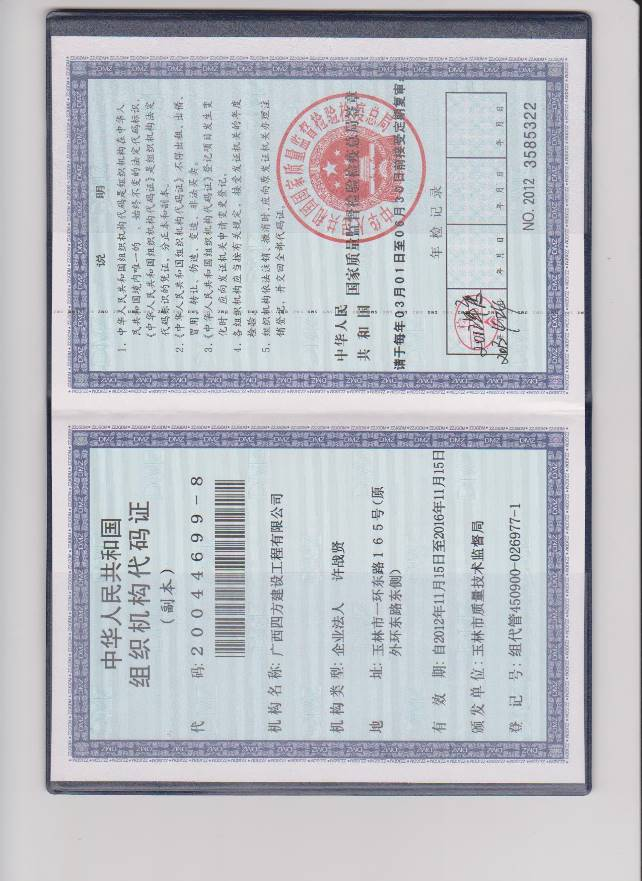 中华人民共和国
组织机构代码证
(副本)
代 码: 20044699-8
机构名称: 广西四方建设工程有限公司
机构类型: 企业法人 许战贤
地 址: 玉林市一环东路165号(原
外环东路东侧)
有 效 期: 自2012年11月15日至2016年11月15日
颁发单位: 玉林市质量技术监督局
登 记 号: 组代管450900-026977-1
说 明
1. 中华人民共和国组织机构代码是组织机构在中华人
民共和国境内唯一的、始终不变的法定代码标识,
《中华人民共和国组织机构代码证》是组织机构法定
代码标识的凭证,分正本和副本。
2.《中华人民共和国组织机构代码证》不得出租、出借、
冒用、转让、伪造、变造、非法买卖。
3.《中华人民共和国组织机构代码证》登记项目发生变
化时,应向发证机关申请变更登记。
4. 各组织机构应当按有关规定,接受发证机关的年度
检验。
5. 组织机构依法注销、撤消时,应向原发证机关办理注
销登记,并交回全部代码证。
中华人民
共和国
国家质量监督检验检疫总局签章
中华人民共和国国家质量监督检验检疫总局
请于每年03月01日至06月30日前接受定期复审:
年检记录
年 月 日
年 月 日
年 月 日
NO. 2012 3585322